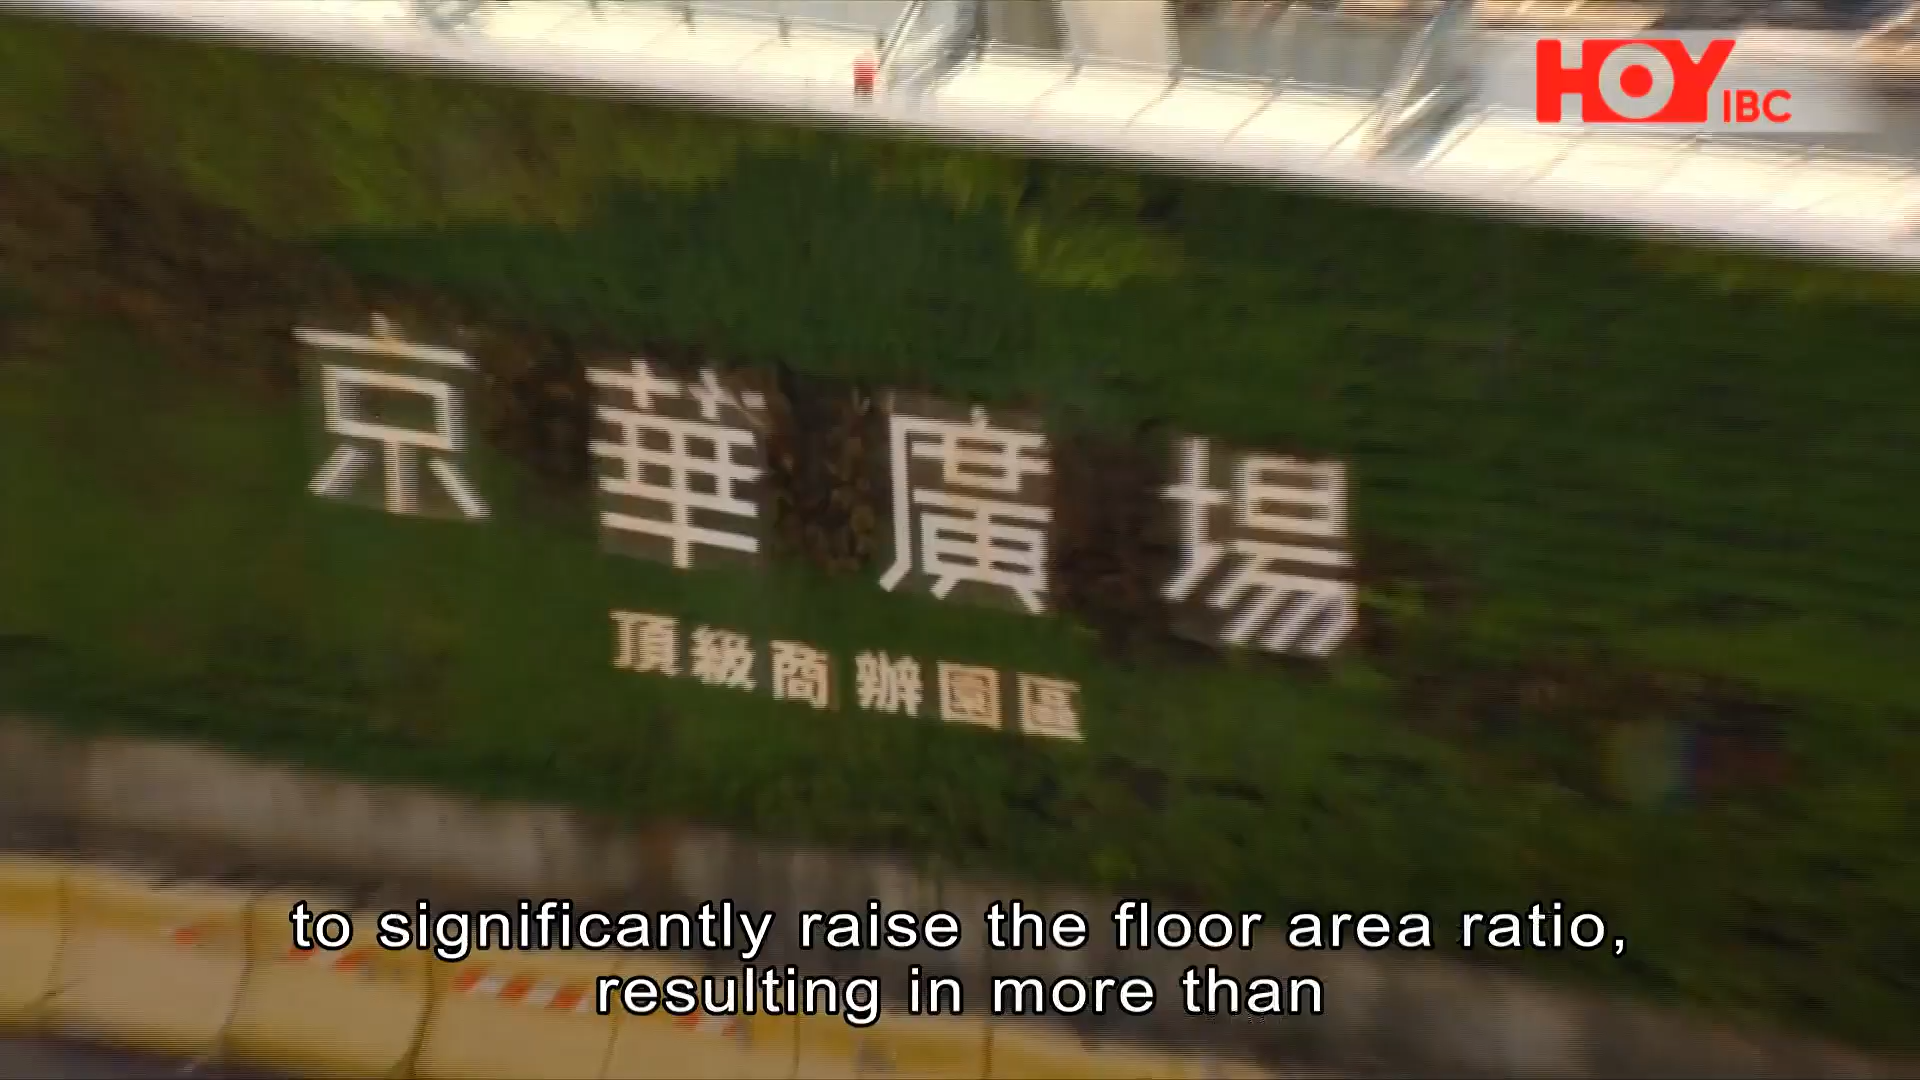 HOY IBC
京華廣場
頂級商辦園區
to significantly raise the floor area ratio,
resulting in more than